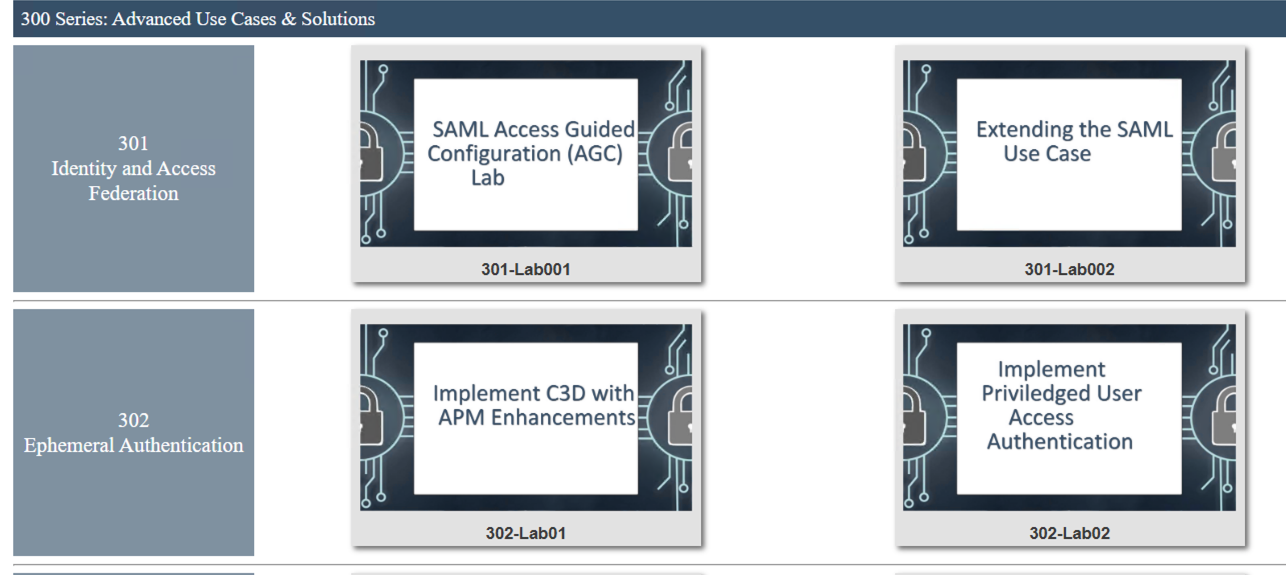 300 Series: Advanced Use Cases & Solutions
301
Identity and Access
Federation
SAML Access Guided
Configuration (AGC)
Lab
301-Lab001
Extending the SAML
Use Case
301-Lab002
302
Ephemeral Authentication
Implement C3D with
APM Enhancements
302-Lab01
Implement
Priviledged User
Access
Authentication
302-Lab02